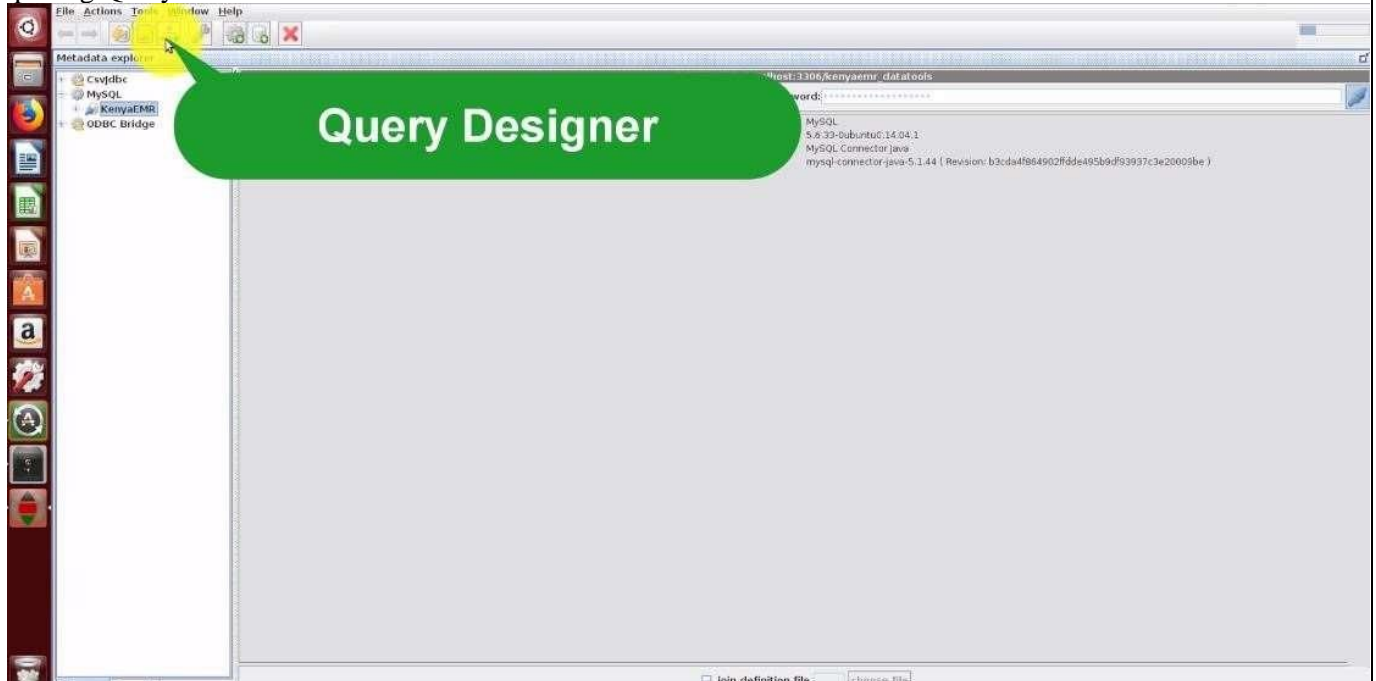 File Actions Tools Window Help
Metadata explorer
CsvJdbc
MySQL
KenyaEMR
ODBC Bridge
Query Designer
lhost:3306/kenyaemr_datatools
word:
MySQL
5.6.33-0ubuntu0.14.04.1
MySQL Connector Java
mysql-connector-java-5.1.44 ( Revision: b3cda4f864902ffdde495b9df93937c3e20009be )
join definition file
choose file